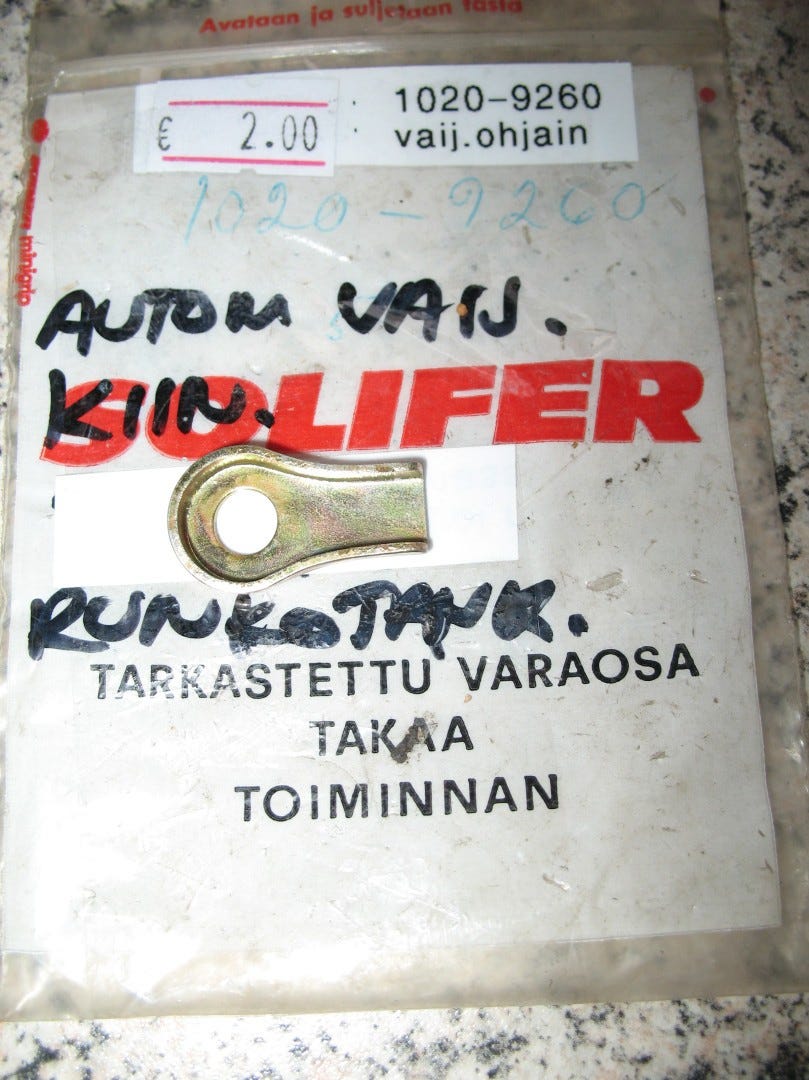 Avataan ja suljetaan tästä
1020-9260
€ 2.00
vaij.ohjain
1020-9260
AUTOM VAIJ.
KIIN.
SOLIFER
RUNKOTANK.
TARKASTETTU VARAOSA
TAKAA
TOIMINNAN